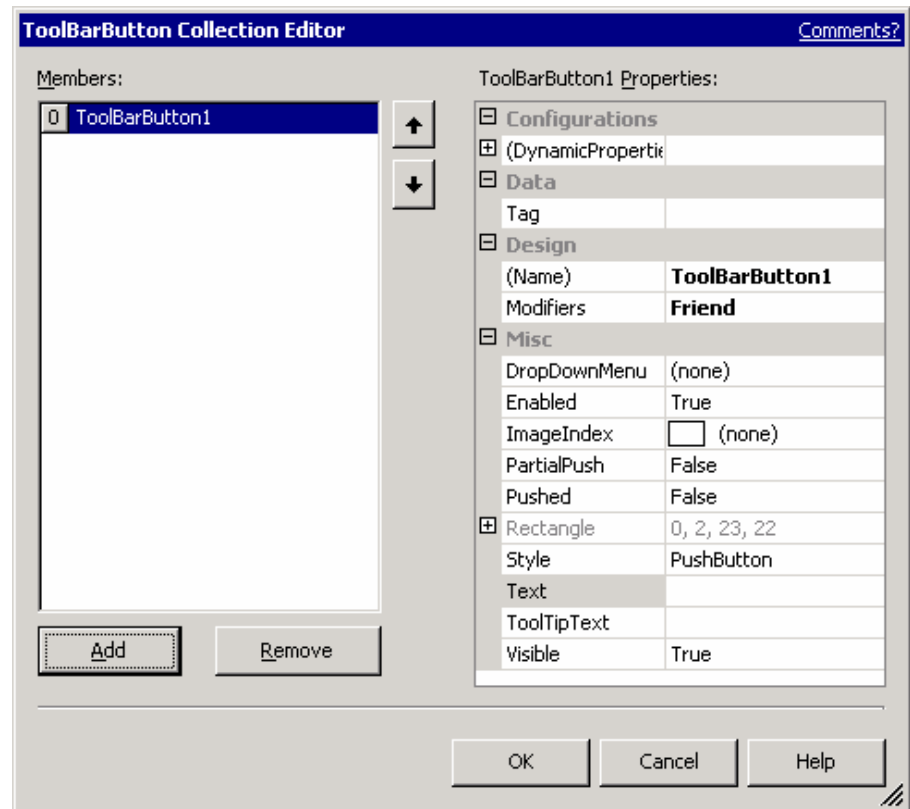 ToolBarButton Collection Editor Comments?
Members:
0 ToolBarButton1
Add Remove
ToolBarButton1 Properties:
Configurations
(DynamicPropertie
Data
Tag
Design
(Name) ToolBarButton1
Modifiers Friend
Misc
DropDownMenu (none)
Enabled True
ImageIndex (none)
PartialPush False
Pushed False
Rectangle 0, 2, 23, 22
Style PushButton
Text
ToolTipText
Visible True
OK Cancel Help